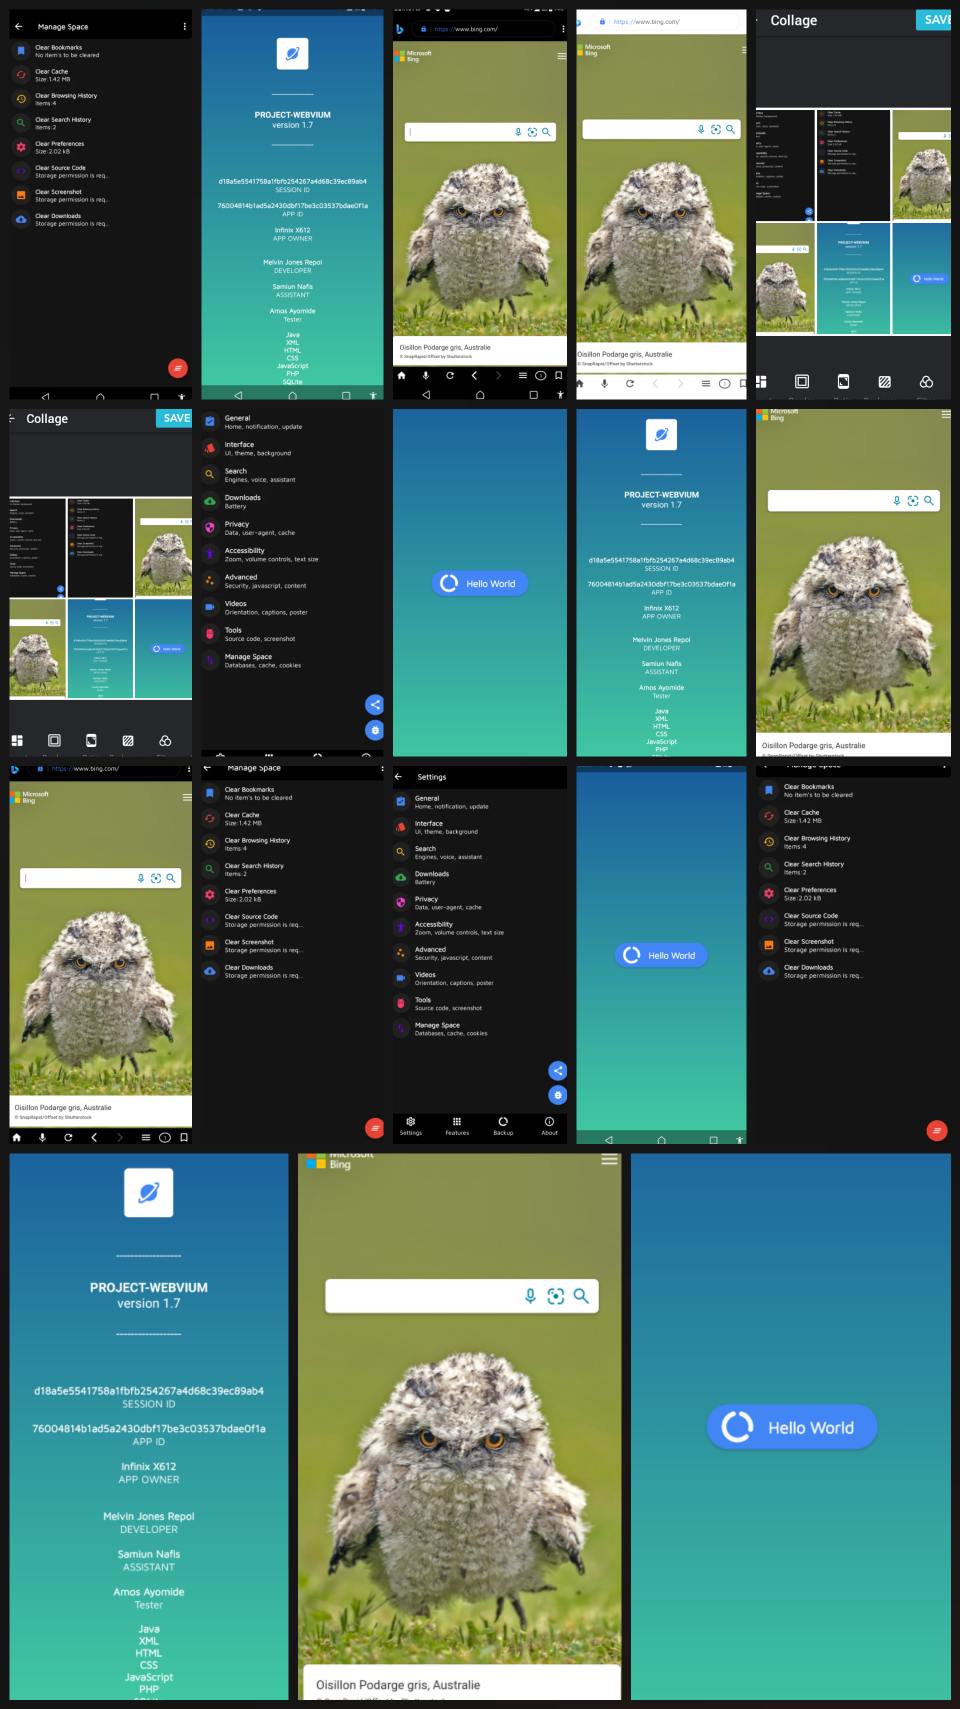 Manage Space
Clear Bookmarks
No item's to be cleared
Clear Cache
Size:1.42 MB
Clear Browsing History
Items:4
Clear Search History
Items:2
Clear Preferences
Size:2.02 kB
Clear Source Code
Storage permission is req...
Clear Screenshot
Storage permission is req...
Clear Downloads
Storage permission is req...
PROJECT-WEBVIUM
version 1.7
d18a5e5541758a1fbfb254267a4d68c39ec89ab4
SESSION ID
76004814b1ad5a2430dbf17be3c03537bdae0f1a
APP ID
Infinix X612
APP OWNER
Melvin Jones Repol
DEVELOPER
Samiun Nafis
ASSISTANT
Amos Ayomide
Tester
Java
XML
HTML
CSS
JavaScript
PHP
SQLite
https://www.bing.com/
Microsoft
Bing
Oisillon Podarge gris, Australie
© SnapRapid/Offset by Shutterstock
1
https://www.bing.com/
Microsoft
Bing
Oisillon Podarge gris, Australie
© SnapRapid/Offset by Shutterstock
1
Collage
SAVE
PROJECT-WEBVIUM
version 1.7
Hello World
Collage
SAVE
PROJECT-WEBVIUM
version 1.7
Hello World
General
Home, notification, update
Interface
UI, theme, background
Search
Engines, voice, assistant
Downloads
Battery
Privacy
Data, user-agent, cache
Accessibility
Zoom, volume controls, text size
Advanced
Security, javascript, content
Videos
Orientation, captions, poster
Tools
Source code, screenshot
Manage Space
Databases, cache, cookies
Hello World
PROJECT-WEBVIUM
version 1.7
d18a5e5541758a1fbfb254267a4d68c39ec89ab4
SESSION ID
76004814b1ad5a2430dbf17be3c03537bdae0f1a
APP ID
Infinix X612
APP OWNER
Melvin Jones Repol
DEVELOPER
Samiun Nafis
ASSISTANT
Amos Ayomide
Tester
Java
XML
HTML
CSS
JavaScript
PHP
SQLite
Microsoft
Bing
Oisillon Podarge gris, Australie
https://www.bing.com/
Microsoft
Bing
Oisillon Podarge gris, Australie
© SnapRapid/Offset by Shutterstock
1
Manage Space
Clear Bookmarks
No item's to be cleared
Clear Cache
Size:1.42 MB
Clear Browsing History
Items:4
Clear Search History
Items:2
Clear Preferences
Size:2.02 kB
Clear Source Code
Storage permission is req...
Clear Screenshot
Storage permission is req...
Clear Downloads
Storage permission is req...
Settings
General
Home, notification, update
Interface
UI, theme, background
Search
Engines, voice, assistant
Downloads
Battery
Privacy
Data, user-agent, cache
Accessibility
Zoom, volume controls, text size
Advanced
Security, javascript, content
Videos
Orientation, captions, poster
Tools
Source code, screenshot
Manage Space
Databases, cache, cookies
Settings
Features
Backup
About
Hello World
Manage Space
Clear Bookmarks
No item's to be cleared
Clear Cache
Size:1.42 MB
Clear Browsing History
Items:4
Clear Search History
Items:2
Clear Preferences
Size:2.02 kB
Clear Source Code
Storage permission is req...
Clear Screenshot
Storage permission is req...
Clear Downloads
Storage permission is req...
PROJECT-WEBVIUM
version 1.7
d18a5e5541758a1fbfb254267a4d68c39ec89ab4
SESSION ID
76004814b1ad5a2430dbf17be3c03537bdae0f1a
APP ID
Infinix X612
APP OWNER
Melvin Jones Repol
DEVELOPER
Samiun Nafis
ASSISTANT
Amos Ayomide
Tester
Java
XML
HTML
CSS
JavaScript
PHP
Microsoft
Bing
Oisillon Podarge gris, Australie
Hello World